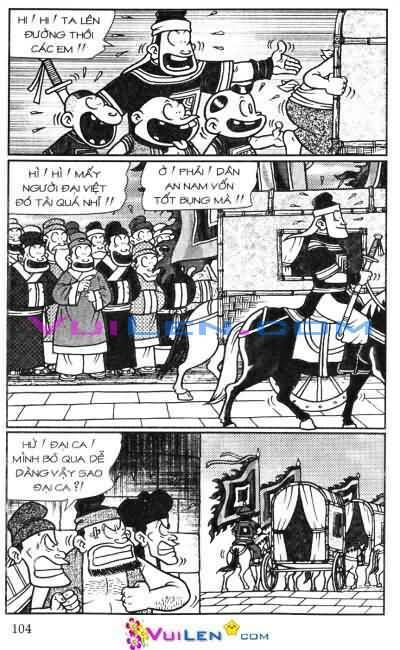 HI! HI! TA LÊN
ĐƯỜNG THÔI
CÁC EM!!
HÌ! HÌ! MẤY
NGƯỜI ĐẠI VIỆT
ĐÓ TÀI QUÁ NHỈ!!
Ờ! PHẢI! DÂN
AN NAM VỐN
TỐT BỤNG MÀ!!
VUILEN.COM
HỪ! ĐẠI CA!
MÌNH BỎ QUA DỄ
DÀNG VẬY SAO
ĐẠI CA?!
104
VUILEN.COM